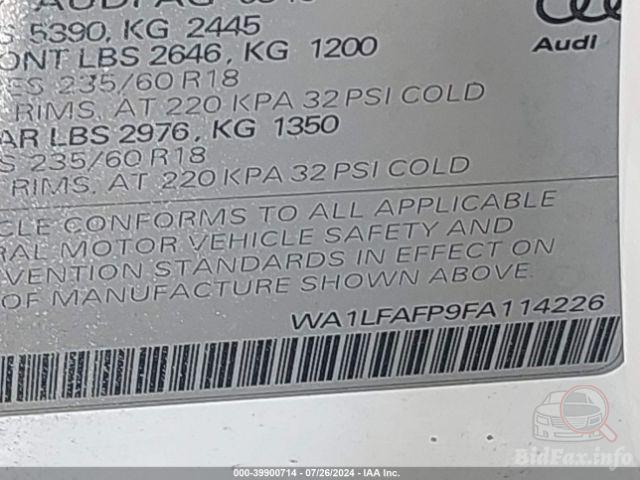 AUDI AG
5390, KG 2445
ONT LBS 2646, KG 1200
ES 235/60 R18
RIMS, AT 220 KPA 32 PSI COLD
AR LBS 2976, KG 1350
S 235/60 R18
RIMS, AT 220 KPA 32 PSI COLD
CLE CONFORMS TO ALL APPLICABLE
RAL MOTOR VEHICLE SAFETY AND
VENTION STANDARDS IN EFFECT ON
OF MANUFACTURE SHOWN ABOVE.
WA1LFAFP9FA114226
Audi
BidFax.info
000-39900714 - 07/26/2024 - IAA Inc.